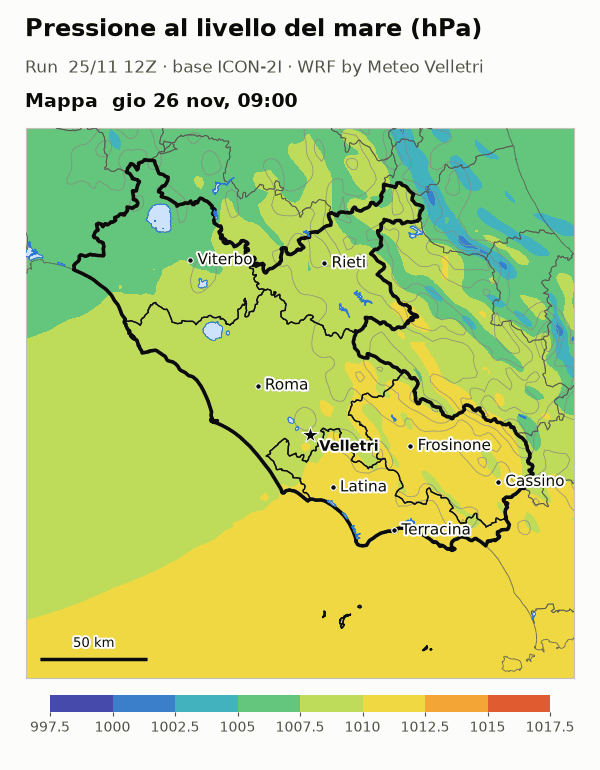 Pressione al livello del mare (hPa)
Run  25/11 12Z · base ICON-2I · WRF by Meteo Velletri
Mappa  gio 26 nov, 09:00
Viterbo
Rieti
Roma
Velletri
Frosinone
Latina
Cassino
Terracina
50 km
997.5 1000 1002.5 1005 1007.5 1010 1012.5 1015 1017.5